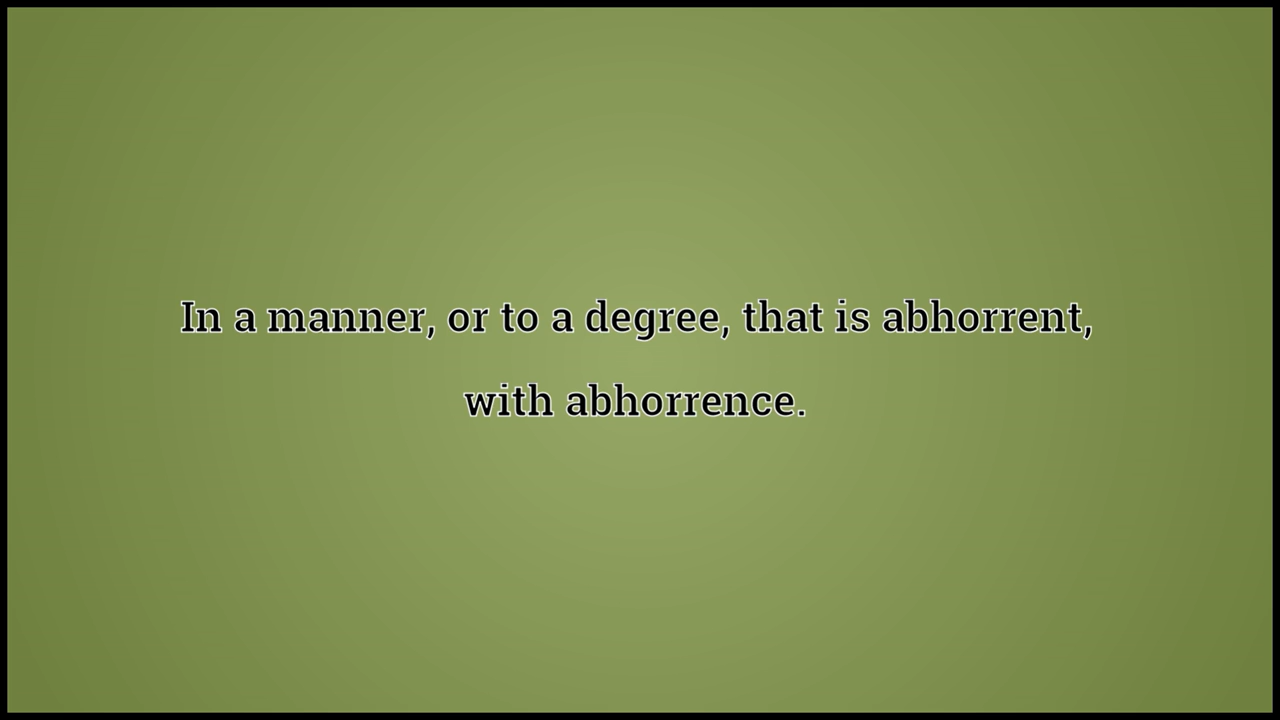 In a manner, or to a degree, that is abhorrent,
with abhorrence.